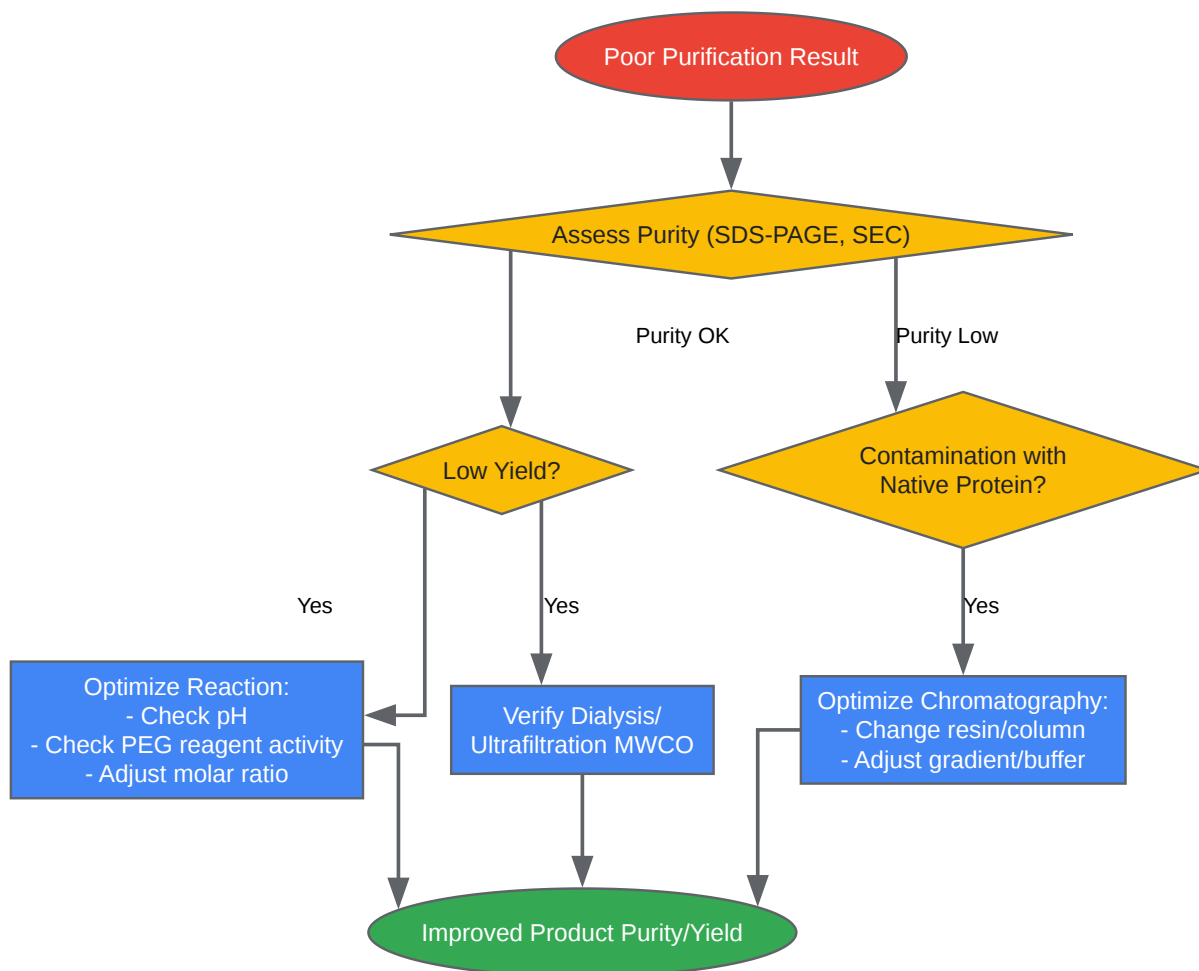 Poor Purification Result
Assess Purity (SDS-PAGE, SEC)
Purity OK
Purity Low
Low Yield?
Contamination with
Native Protein?
Yes
Yes
Yes
Optimize Reaction:
- Check pH
- Check PEG reagent activity
- Adjust molar ratio
Verify Dialysis/
Ultrafiltration MWCO
Optimize Chromatography:
- Change resin/column
- Adjust gradient/buffer
Improved Product Purity/Yield